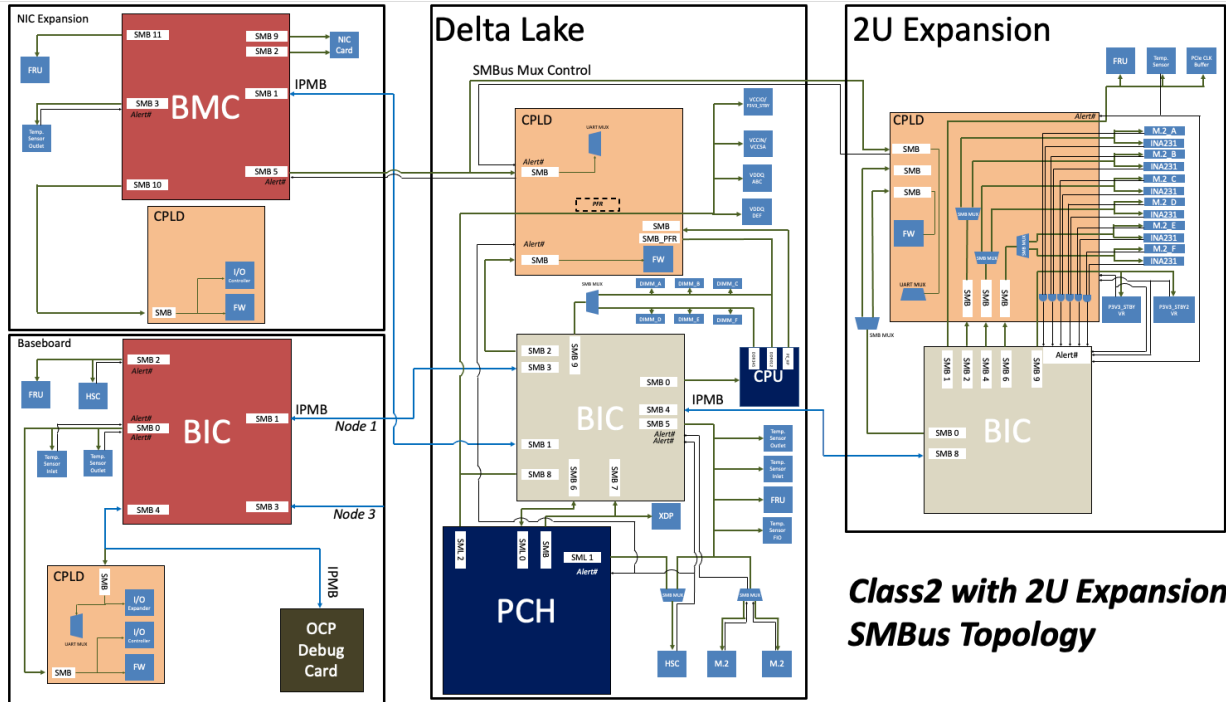 NIC Expansion
SMB 11
SMB 9
SMB 2
NIC
Card
FRU
SMB 1
IPMB
SMB 3
Alert#
BMC
Temp.
Sensor
Outlet
SMB 5
Alert#
SMB 10
CPLD
I/O
Controller
FW
SMB
Baseboard
SMB 2
Alert#
FRU
HSC
Alert#
SMB 0
Alert#
BIC
SMB 1
IPMB
Node 1
Temp.
Sensor
Inlet
Temp.
Sensor
Outlet
SMB 4
SMB 3
Node 3
CPLD
SMB
I/O
Expander
UART MUX
I/O
Controller
FW
SMB
IPMB
OCP
Debug
Card
Delta Lake
SMBus Mux Control
CPLD
UART MUX
Alert#
SMB
PFR
SMB
SMB_PFR
Alert#
SMB
FW
VCCIO/
P3V3_STBY
VCCIN/
VCCSA
VDDQ
ABC
VDDQ
DEF
SMB MUX
DIMM_A
DIMM_B
DIMM_C
DIMM_D
DIMM_E
DIMM_F
CPU
SMB 2
SMB 3
SMB 9
BIC
SMB 0
SMB 4
IPMB
SMB 5
Alert#
Alert#
SMB 1
SMB 8
SMB 6
SMB 7
Temp.
Sensor
Outlet
Temp.
Sensor
Inlet
FRU
Temp.
Sensor
FIO
XDP
SML 2
SML 0
SMB
SML 1
Alert#
PCH
SMB MUX
SMB MUX
HSC
M.2
M.2
2U Expansion
FRU
Temp.
Sensor
PCIe CLK
Buffer
CPLD
Alert#
SMB
SMB
SMB
FW
UART MUX
SMB MUX
SMB MUX
SMB MUX
M.2_A
INA231
M.2_B
INA231
M.2_C
INA231
M.2_D
INA231
M.2_E
INA231
M.2_F
INA231
SMB
SMB
SMB
P3V3_STBY
VR
P3V3_STBY2
VR
SMB MUX
SMB 1
SMB 2
SMB 4
SMB 6
SMB 9
Alert#
BIC
SMB 0
SMB 8
Class2 with 2U Expansion
SMBus Topology